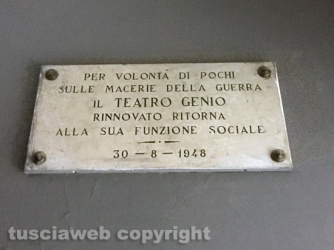 PER VOLONTÀ DI POCHI
SULLE MACERIE DELLA GUERRA
IL TEATRO GENIO
RINNOVATO RITORNA
ALLA SUA FUNZIONE SOCIALE
30 - 8 - 1948
tusciaweb copyright